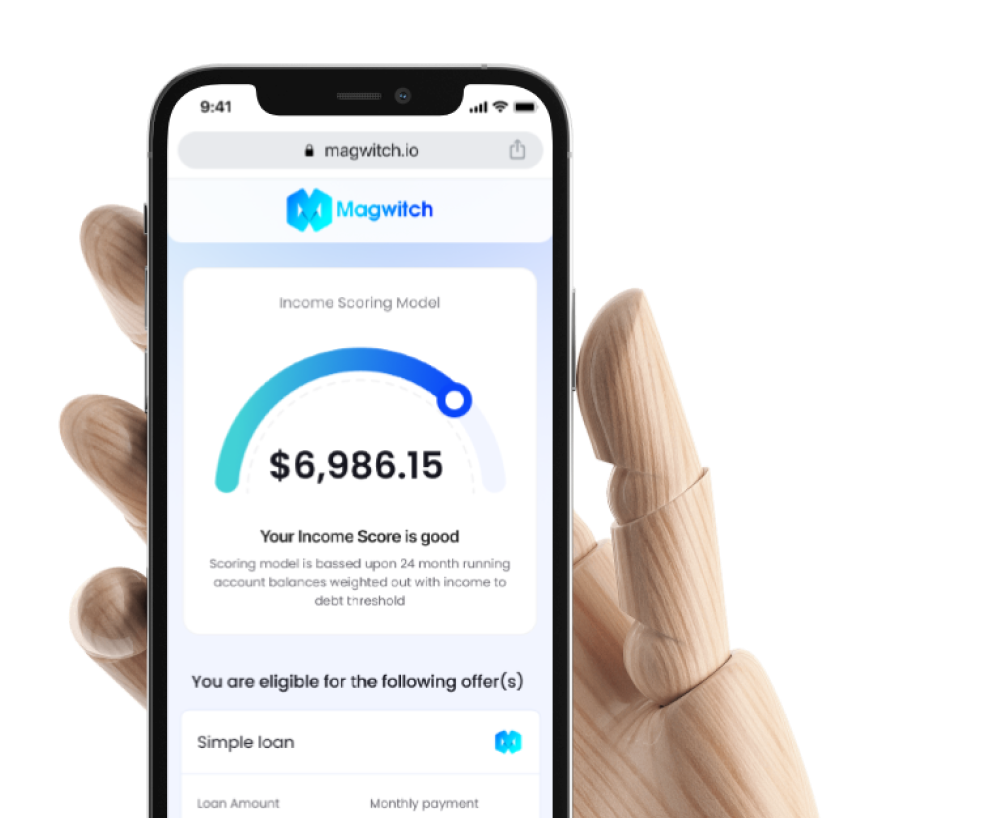 9:41
magwitch.io
Magwitch
Income Scoring Model
$6,986.15
Your Income Score is good
Scoring model is bassed upon 24 month running
account balances weighted out with income to
debt threshold
You are eligible for the following offer(s)
Simple loan
Loan Amount Monthly payment